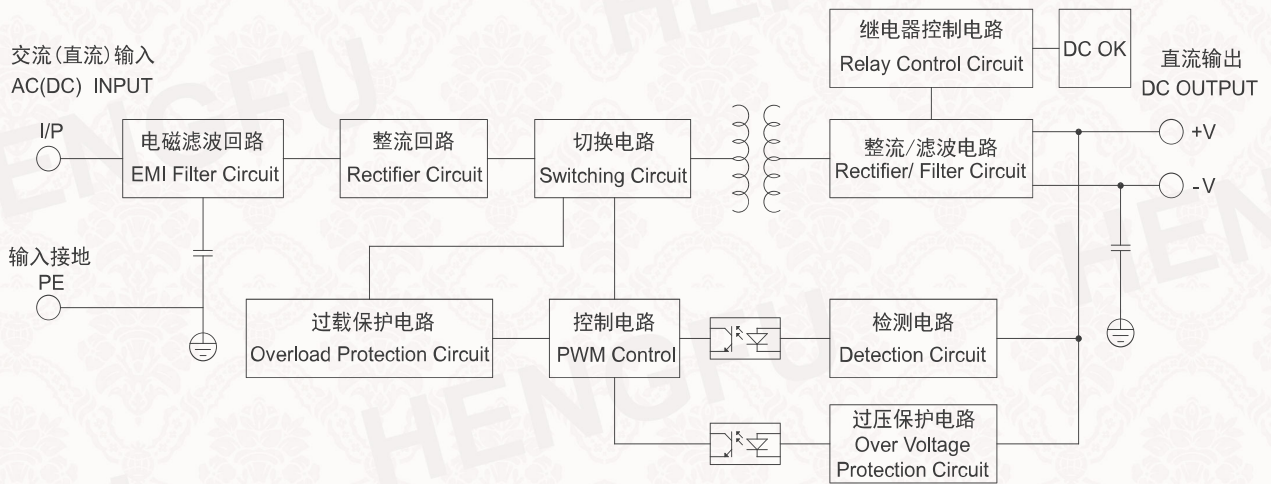 交流(直流)输入
AC(DC) INPUT
I/P
电磁滤波回路
EMI Filter Circuit
整流回路
Rectifier Circuit
切换电路
Switching Circuit
继电器控制电路
Relay Control Circuit
DC OK
直流输出
DC OUTPUT
整流/滤波电路
Rectifier/ Filter Circuit
+V
-V
输入接地
PE
过载保护电路
Overload Protection Circuit
控制电路
PWM Control
检测电路
Detection Circuit
过压保护电路
Over Voltage
Protection Circuit
HENGFU
HENGFU
HENGFU